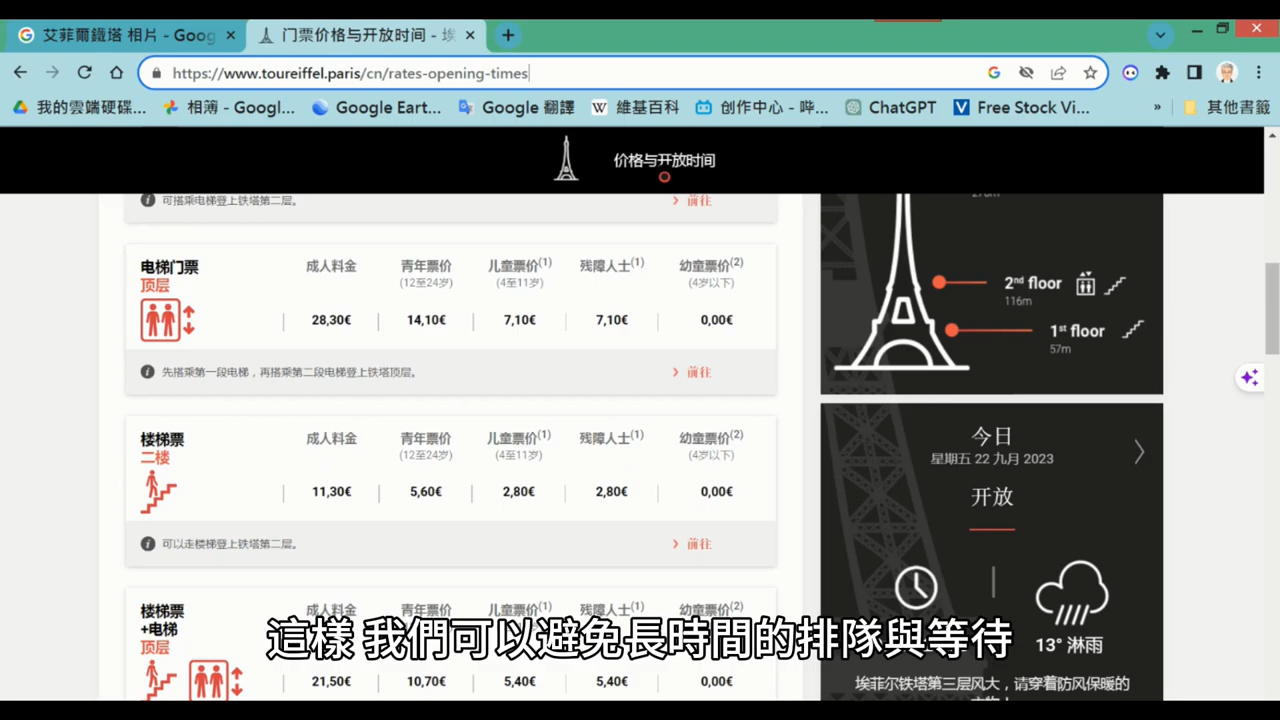 艾菲爾鐵塔 相片 - Goog
门票价格与开放时间 - 埃
https://www.toureiffel.paris/cn/rates-opening-times
我的雲端硬碟...
相薄 - Googl...
Google Eart...
Google 翻譯
維基百科
创作中心 - 哔...
ChatGPT
Free Stock Vi...
»
其他書籤
价格与开放时间
可搭乘电梯登上铁塔第二层。
> 前往
电梯门票
顶层
成人料金
青年票价
(12至24岁)
儿童票价(1)
(4至11岁)
残障人士(1)
幼童票价(2)
(4岁以下)
28,30€
14,10€
7,10€
7,10€
0,00€
先搭乘第一段电梯，再搭乘第二段电梯登上铁塔顶层。
> 前往
楼梯票
二楼
成人料金
青年票价
(12至24岁)
儿童票价(1)
(4至11岁)
残障人士(1)
幼童票价(2)
(4岁以下)
11,30€
5,60€
2,80€
2,80€
0,00€
可以走楼梯登上铁塔第二层。
> 前往
楼梯票
+电梯
顶层
成人料金
青年票价
儿童票价(1)
残障人士(1)
幼童票价(2)
21,50€
10,70€
5,40€
5,40€
0,00€
2nd floor
116m
1st floor
57m
今日
星期五 22 九月 2023
开放
13° 淋雨
埃菲尔铁塔第三层风大，请穿着防风保暖的
這樣 我們可以避免長時間的排隊與等待